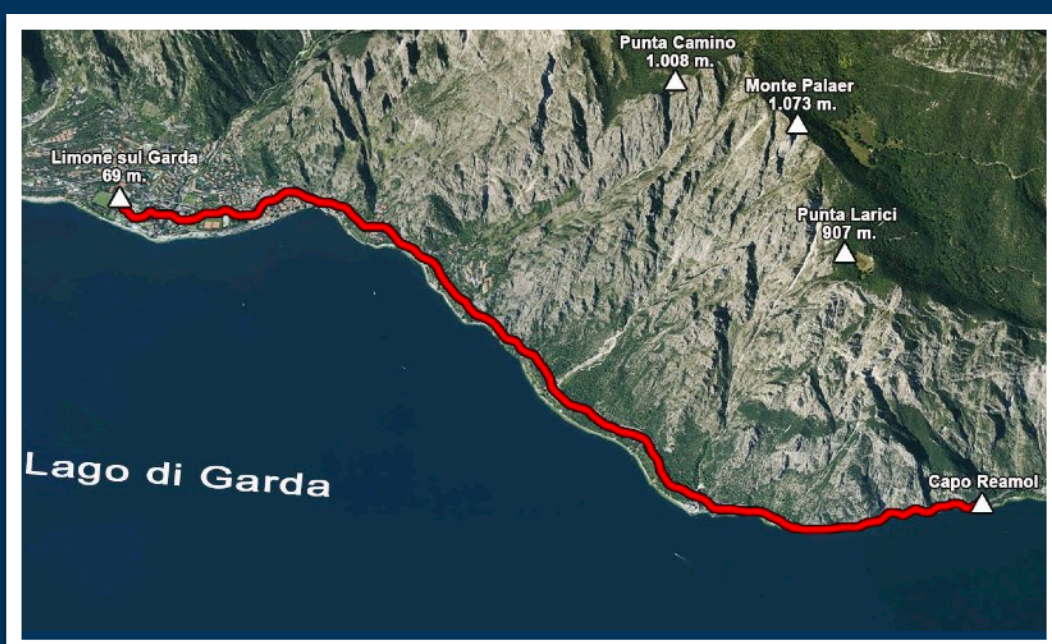 Punta Camino
1.008 m.
Monte Palaer
1.073 m.
Limone sul Garda
69 m.
Punta Larici
907 m.
Lago di Garda
Capo Reamol